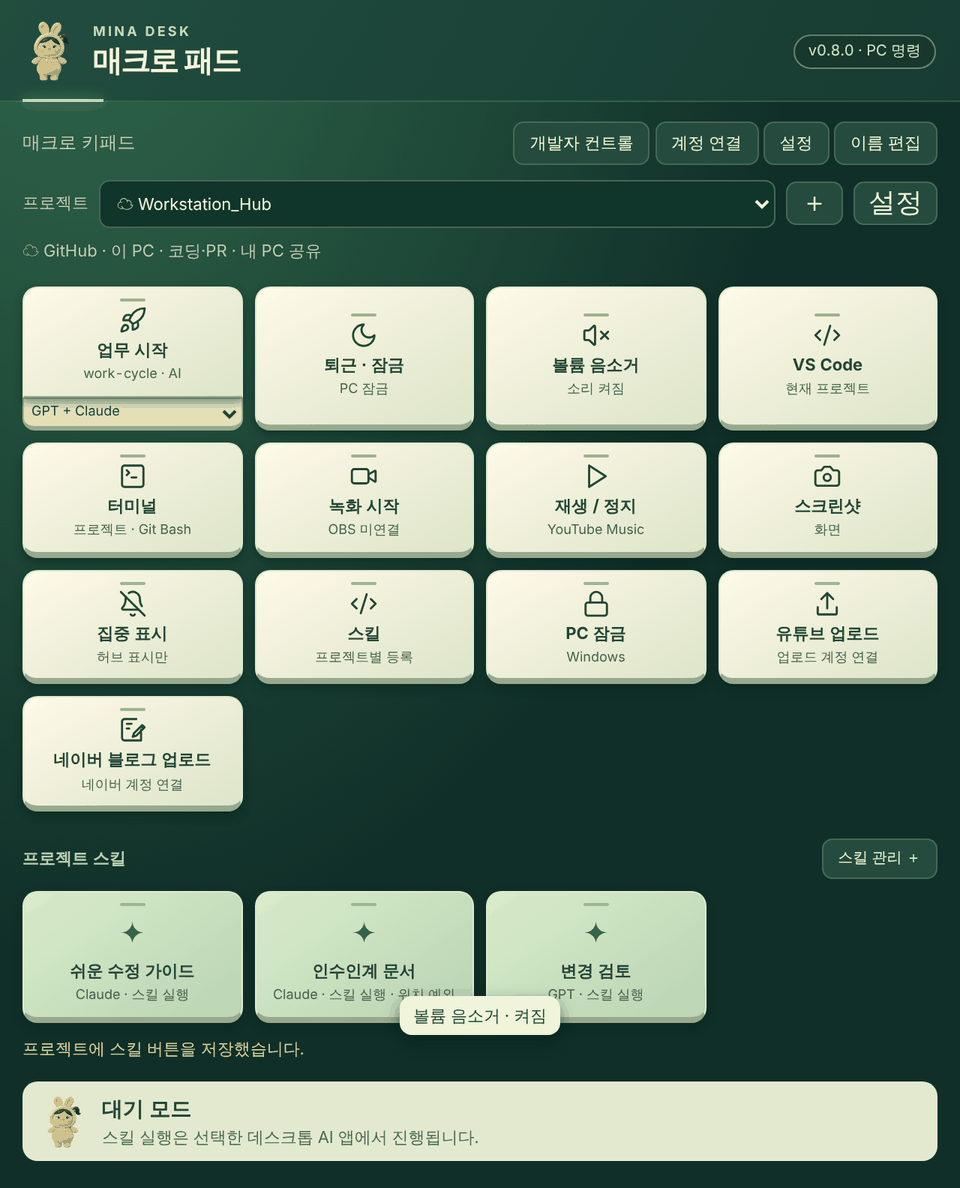 MINA DESK
매크로 패드
v0.8.0 · PC 명령
매크로 키패드
개발자 컨트롤
계정 연결
설정
이름 편집
프로젝트
Workstation_Hub
+
설정
GitHub · 이 PC · 코딩·PR · 내 PC 공유
업무 시작
work-cycle · AI
GPT + Claude
퇴근 · 잠금
PC 잠금
볼륨 음소거
소리 켜짐
VS Code
현재 프로젝트
터미널
프로젝트 · Git Bash
녹화 시작
OBS 미연결
재생 / 정지
YouTube Music
스크린샷
화면
집중 표시
허브 표시만
스킬
프로젝트별 등록
PC 잠금
Windows
유튜브 업로드
업로드 계정 연결
네이버 블로그 업로드
네이버 계정 연결
프로젝트 스킬
스킬 관리 +
쉬운 수정 가이드
Claude · 스킬 실행
인수인계 문서
Claude · 스킬 실행 · 위치 예외
변경 검토
GPT · 스킬 실행
볼륨 음소거 · 켜짐
프로젝트에 스킬 버튼을 저장했습니다.
대기 모드
스킬 실행은 선택한 데스크톱 AI 앱에서 진행됩니다.